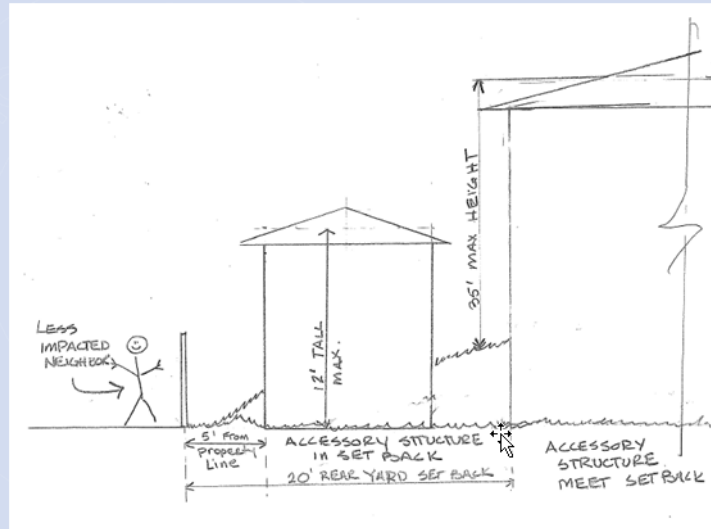 LESS
IMPACTED
NEIGHBOR
35' MAX HEIGHT
12' TALL
MAX.
5' From
Property
Line
ACCESSORY STTUCTURE
IN SET BACK
20' REAR YARD SET BACK
ACCESSORY
STRUCTURE
MEET SETBACK